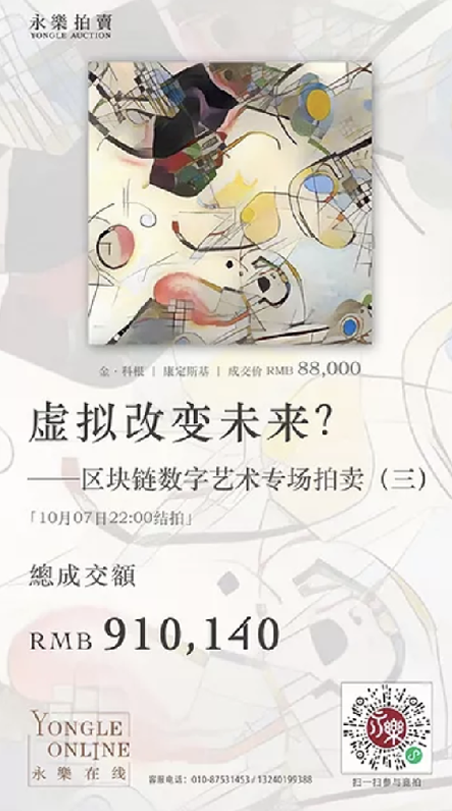 永樂拍賣
YONGLE AUCTION
金·科根 | 康定斯基 | 成交价 RMB 88,000
虚拟改变未来？
——区块链数字艺术专场拍卖（三）
「10月07日22:00结拍」
總成交額
RMB 910,140
YONGLE
ONLINE
永樂在线
客服电话：010-87531453 / 13240199388
扫一扫参与直拍